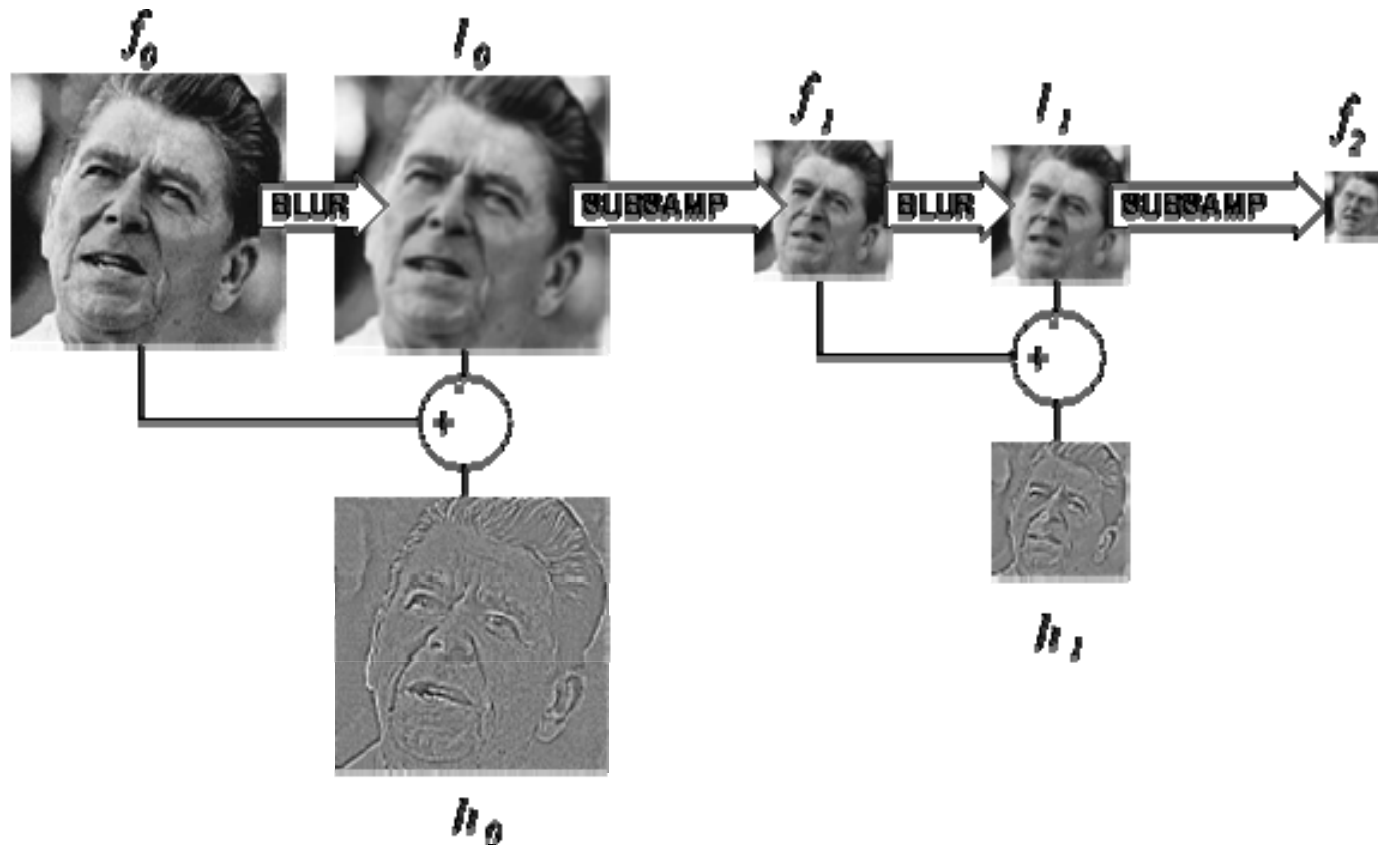 f₀ l₀
f₁ l₁ f₂
BLUR SUBSAMP BLUR SUBSAMP
-
+
-
+
h₁
h₀